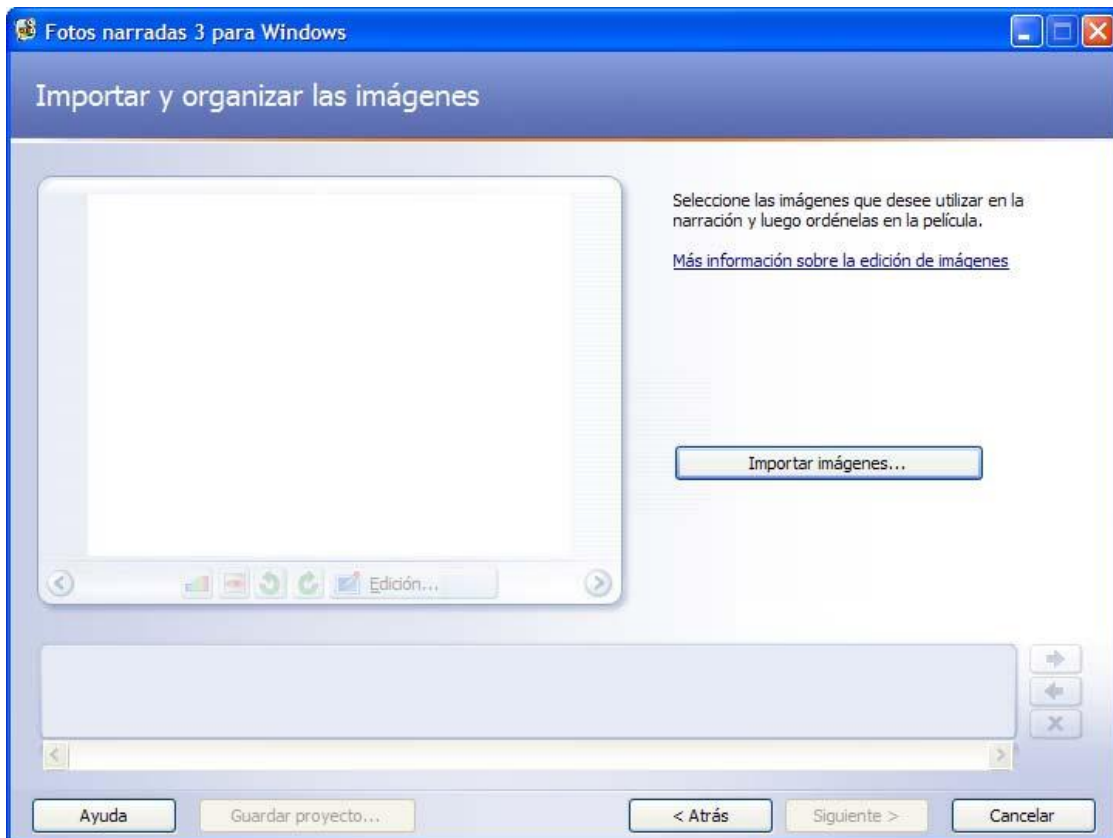 Fotos narradas 3 para Windows
Importar y organizar las imágenes
Seleccione las imágenes que desee utilizar en la
narración y luego ordénelas en la película.
Más información sobre la edición de imágenes
Importar imágenes...
Edición...
Ayuda
Guardar proyecto...
< Atrás
Siguiente >
Cancelar